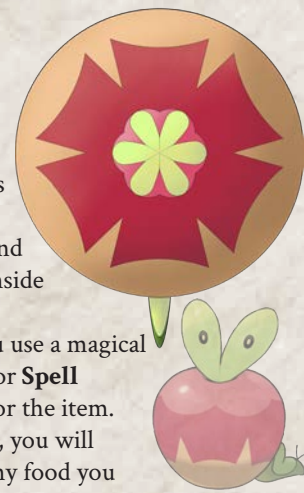 s
nd
nside
u use a magical
or Spell
or the item.
, you will
ny food you